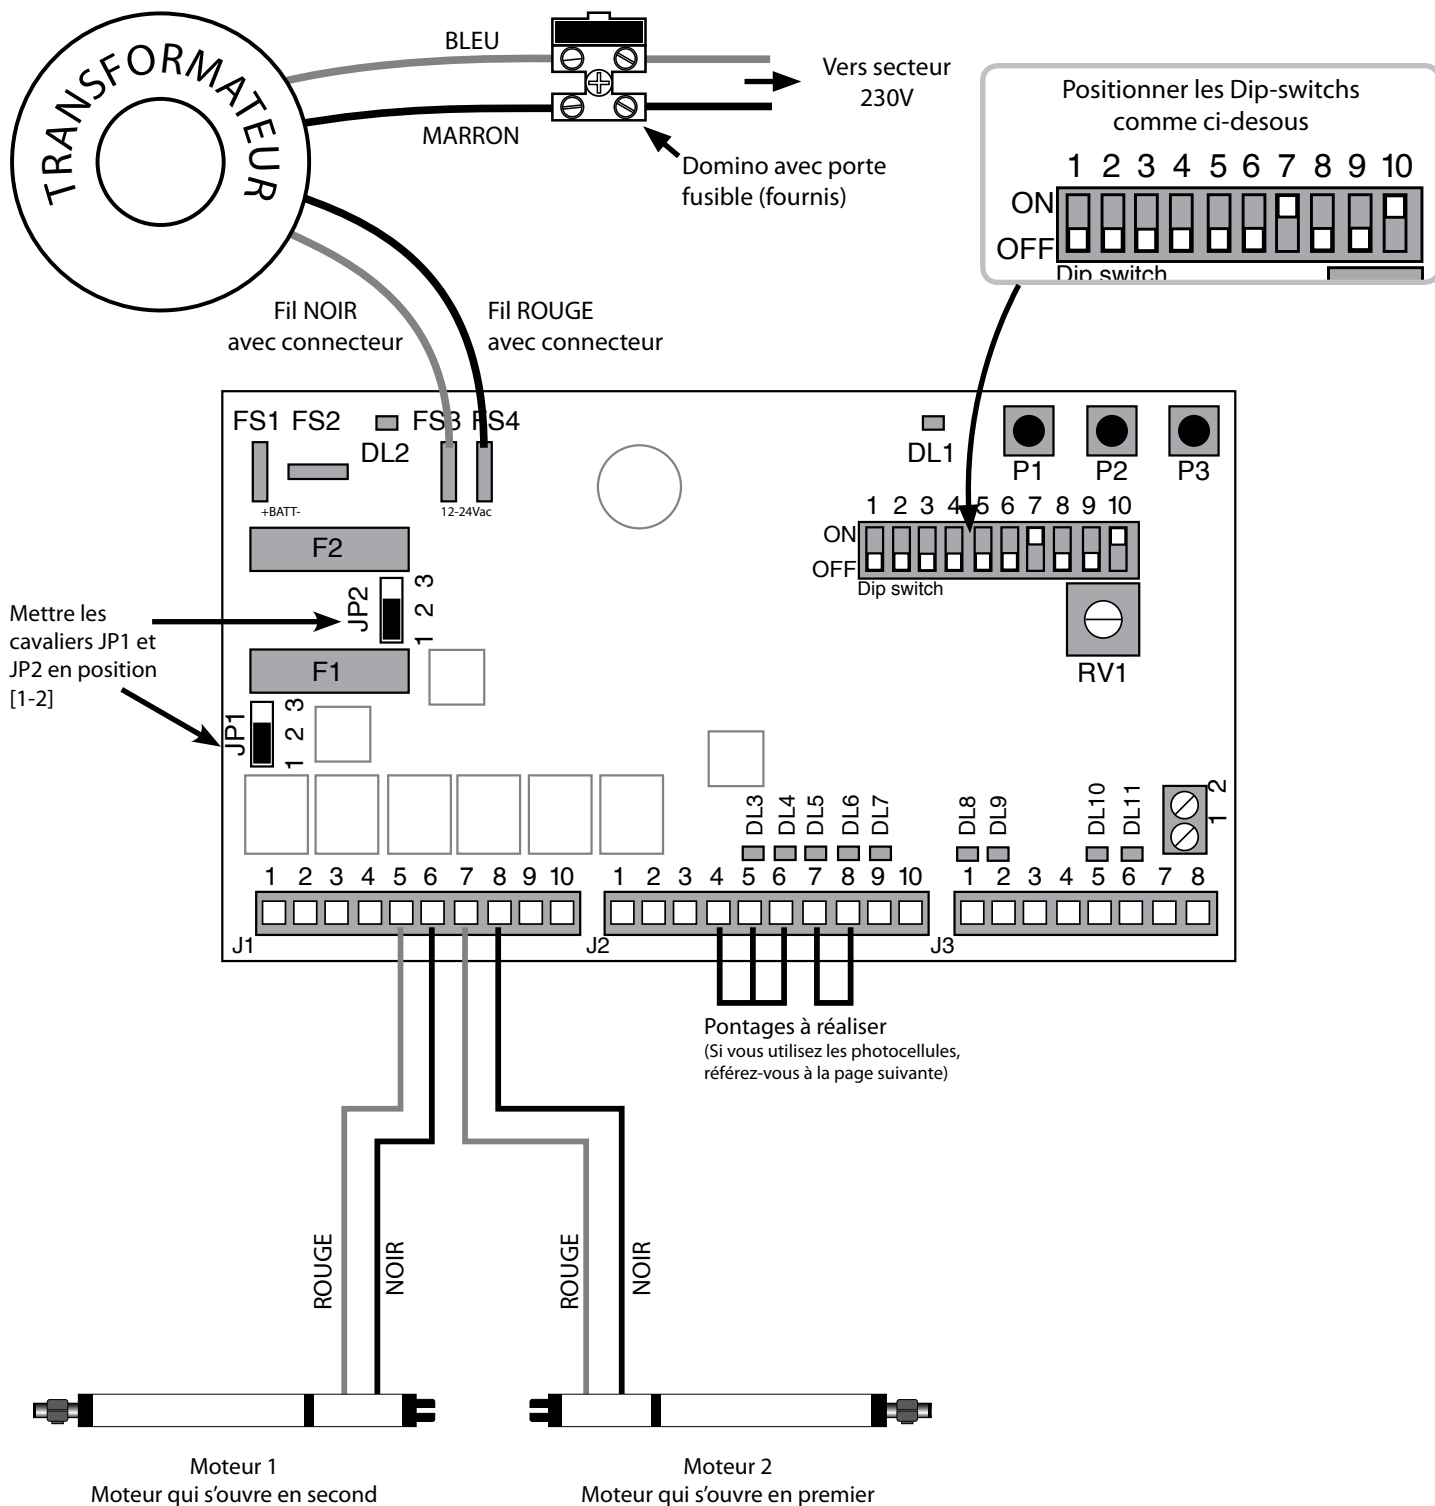 TRANSFORMATEUR
BLEU
MARRON
Vers secteur
230V
Domino avec porte
fusible (fournis)
Positionner les Dip-switchs
comme ci-desous
1 2 3 4 5 6 7 8 9 10
ON
OFF
Dip switch
Fil NOIR
avec connecteur
Fil ROUGE
avec connecteur
FS1 FS2 DL2 FS3 FS4
+BATT-
12-24Vac
DL1 P1 P2 P3
1 2 3 4 5 6 7 8 9 10
ON
OFF
Dip switch
RV1
F2
JP2
1 2 3
F1
JP1
1 2 3
Mettre les
cavaliers JP1 et
JP2 en position
[1-2]
DL3 DL4 DL5 DL6 DL7
DL8 DL9 DL10 DL11
1 2
1 2 3 4 5 6 7 8 9 10
1 2 3 4 5 6 7 8 9 10
1 2 3 4 5 6 7 8
J1
J2
J3
Pontages à réaliser
(Si vous utilisez les photocellules,
référez-vous à la page suivante)
ROUGE
NOIR
ROUGE
NOIR
Moteur 1
Moteur qui s'ouvre en second
Moteur 2
Moteur qui s'ouvre en premier